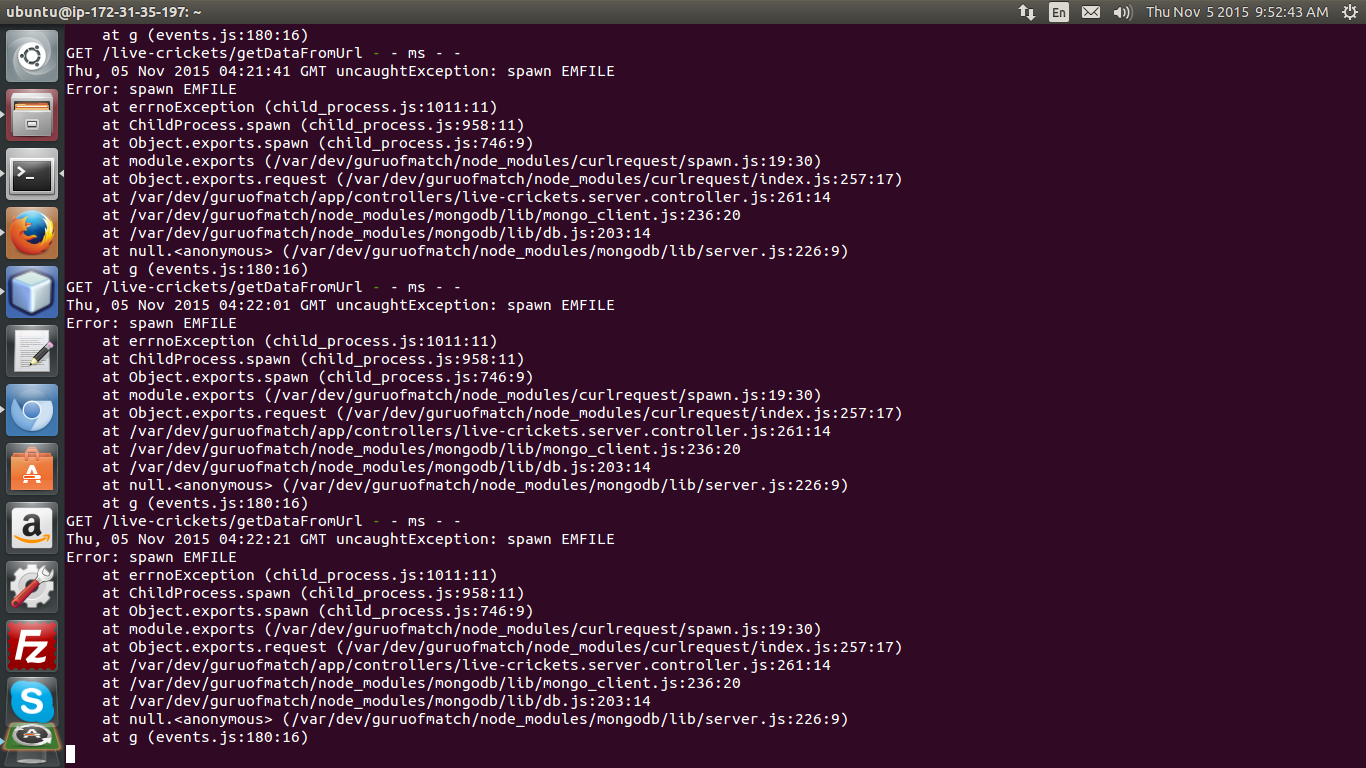 ubuntu@ip-172-31-35-197: ~
En
Thu Nov 5 2015 9:52:43 AM
at g (events.js:180:16)
GET /live-crickets/getDataFromUrl - - ms - -
Thu, 05 Nov 2015 04:21:41 GMT uncaughtException: spawn EMFILE
Error: spawn EMFILE
at errnoException (child_process.js:1011:11)
at ChildProcess.spawn (child_process.js:958:11)
at Object.exports.spawn (child_process.js:746:9)
at module.exports (/var/dev/guruofmatch/node_modules/curlrequest/spawn.js:19:30)
at Object.exports.request (/var/dev/guruofmatch/node_modules/curlrequest/index.js:257:17)
at /var/dev/guruofmatch/app/controllers/live-crickets.server.controller.js:261:14
at /var/dev/guruofmatch/node_modules/mongodb/lib/mongo_client.js:236:20
at /var/dev/guruofmatch/node_modules/mongodb/lib/db.js:203:14
at null.<anonymous> (/var/dev/guruofmatch/node_modules/mongodb/lib/server.js:226:9)
at g (events.js:180:16)
GET /live-crickets/getDataFromUrl - - ms - -
Thu, 05 Nov 2015 04:22:01 GMT uncaughtException: spawn EMFILE
Error: spawn EMFILE
at errnoException (child_process.js:1011:11)
at ChildProcess.spawn (child_process.js:958:11)
at Object.exports.spawn (child_process.js:746:9)
at module.exports (/var/dev/guruofmatch/node_modules/curlrequest/spawn.js:19:30)
at Object.exports.request (/var/dev/guruofmatch/node_modules/curlrequest/index.js:257:17)
at /var/dev/guruofmatch/app/controllers/live-crickets.server.controller.js:261:14
at /var/dev/guruofmatch/node_modules/mongodb/lib/mongo_client.js:236:20
at /var/dev/guruofmatch/node_modules/mongodb/lib/db.js:203:14
at null.<anonymous> (/var/dev/guruofmatch/node_modules/mongodb/lib/server.js:226:9)
at g (events.js:180:16)
GET /live-crickets/getDataFromUrl - - ms - -
Thu, 05 Nov 2015 04:22:21 GMT uncaughtException: spawn EMFILE
Error: spawn EMFILE
at errnoException (child_process.js:1011:11)
at ChildProcess.spawn (child_process.js:958:11)
at Object.exports.spawn (child_process.js:746:9)
at module.exports (/var/dev/guruofmatch/node_modules/curlrequest/spawn.js:19:30)
at Object.exports.request (/var/dev/guruofmatch/node_modules/curlrequest/index.js:257:17)
at /var/dev/guruofmatch/app/controllers/live-crickets.server.controller.js:261:14
at /var/dev/guruofmatch/node_modules/mongodb/lib/mongo_client.js:236:20
at /var/dev/guruofmatch/node_modules/mongodb/lib/db.js:203:14
at null.<anonymous> (/var/dev/guruofmatch/node_modules/mongodb/lib/server.js:226:9)
at g (events.js:180:16)